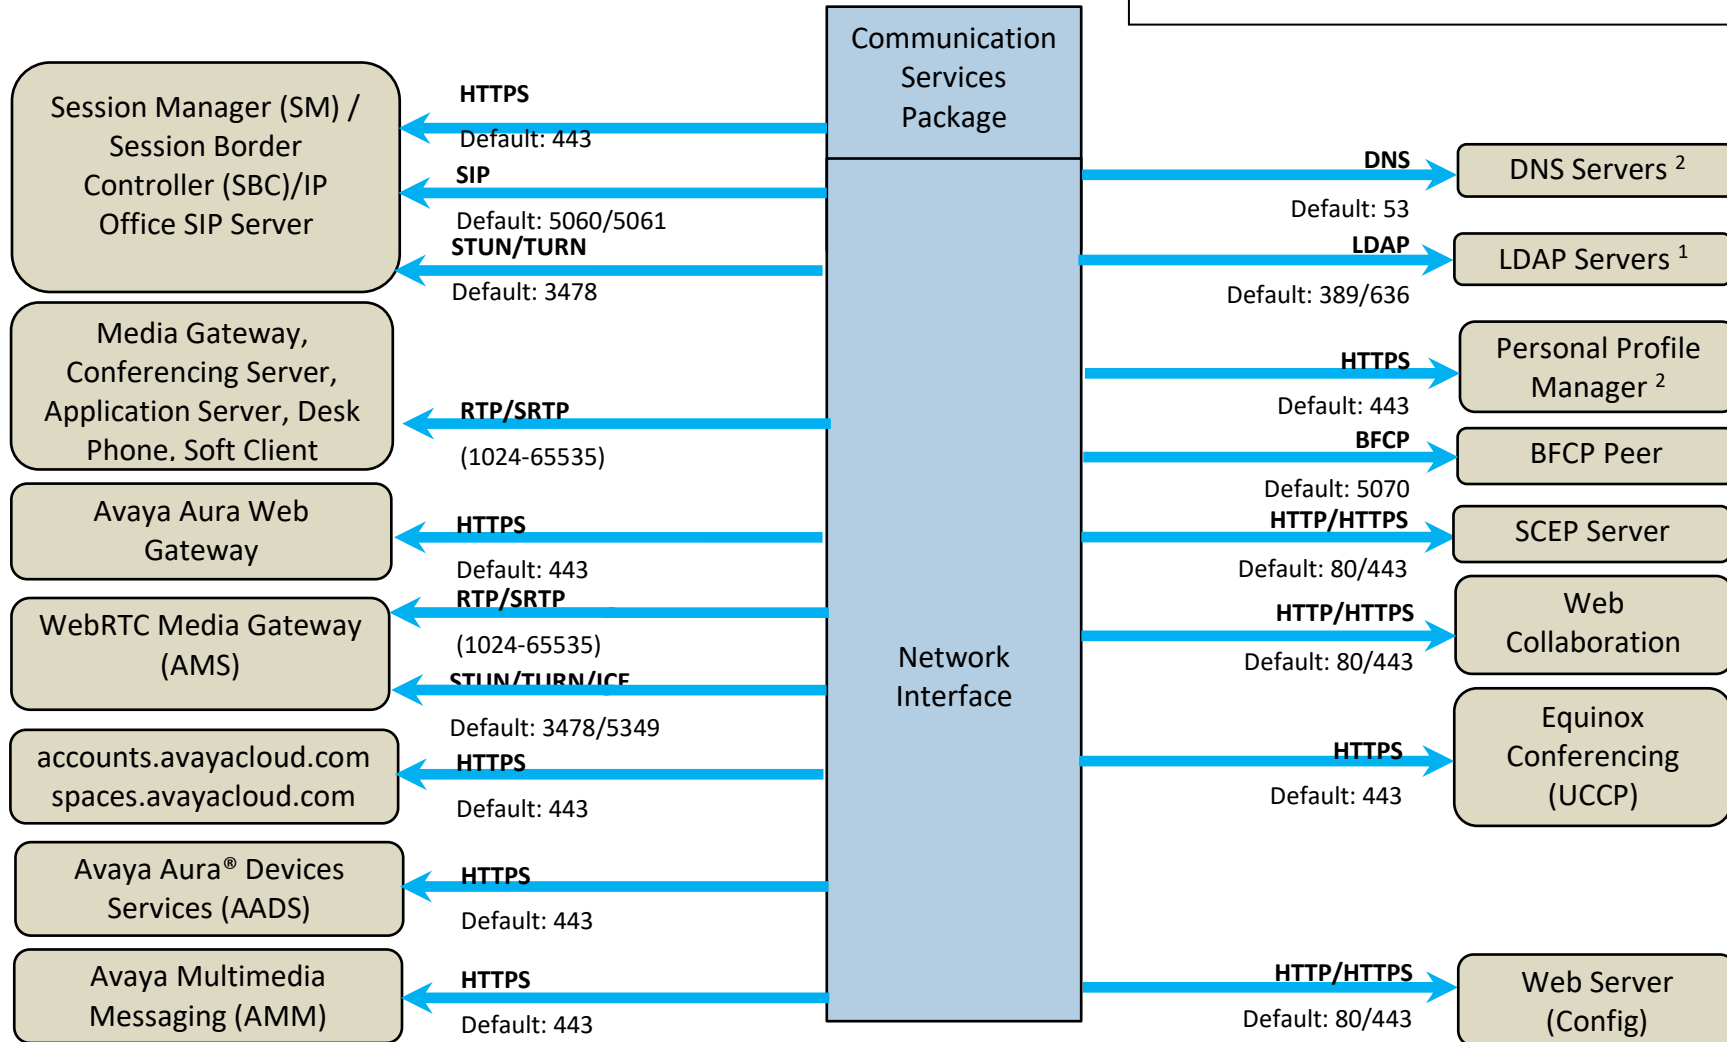 Communication
Services
Package
Network
Interface
Session Manager (SM) /
Session Border
Controller (SBC)/IP
Office SIP Server
HTTPS
Default: 443
SIP
Default: 5060/5061
STUN/TURN
Default: 3478
Media Gateway,
Conferencing Server,
Application Server, Desk
Phone, Soft Client
RTP/SRTP
(1024-65535)
Avaya Aura Web
Gateway
HTTPS
Default: 443
WebRTC Media Gateway
(AMS)
RTP/SRTP
(1024-65535)
STUN/TURN/ICE
Default: 3478/5349
accounts.avayacloud.com
spaces.avayacloud.com
HTTPS
Default: 443
Avaya Aura® Devices
Services (AADS)
HTTPS
Default: 443
Avaya Multimedia
Messaging (AMM)
HTTPS
Default: 443
DNS
Default: 53
DNS Servers ²
LDAP
Default: 389/636
LDAP Servers ¹
HTTPS
Default: 443
Personal Profile
Manager ²
BFCP
Default: 5070
BFCP Peer
HTTP/HTTPS
Default: 80/443
SCEP Server
HTTP/HTTPS
Default: 80/443
Web
Collaboration
HTTPS
Default: 443
Equinox
Conferencing
(UCCP)
HTTP/HTTPS
Default: 80/443
Web Server
(Config)